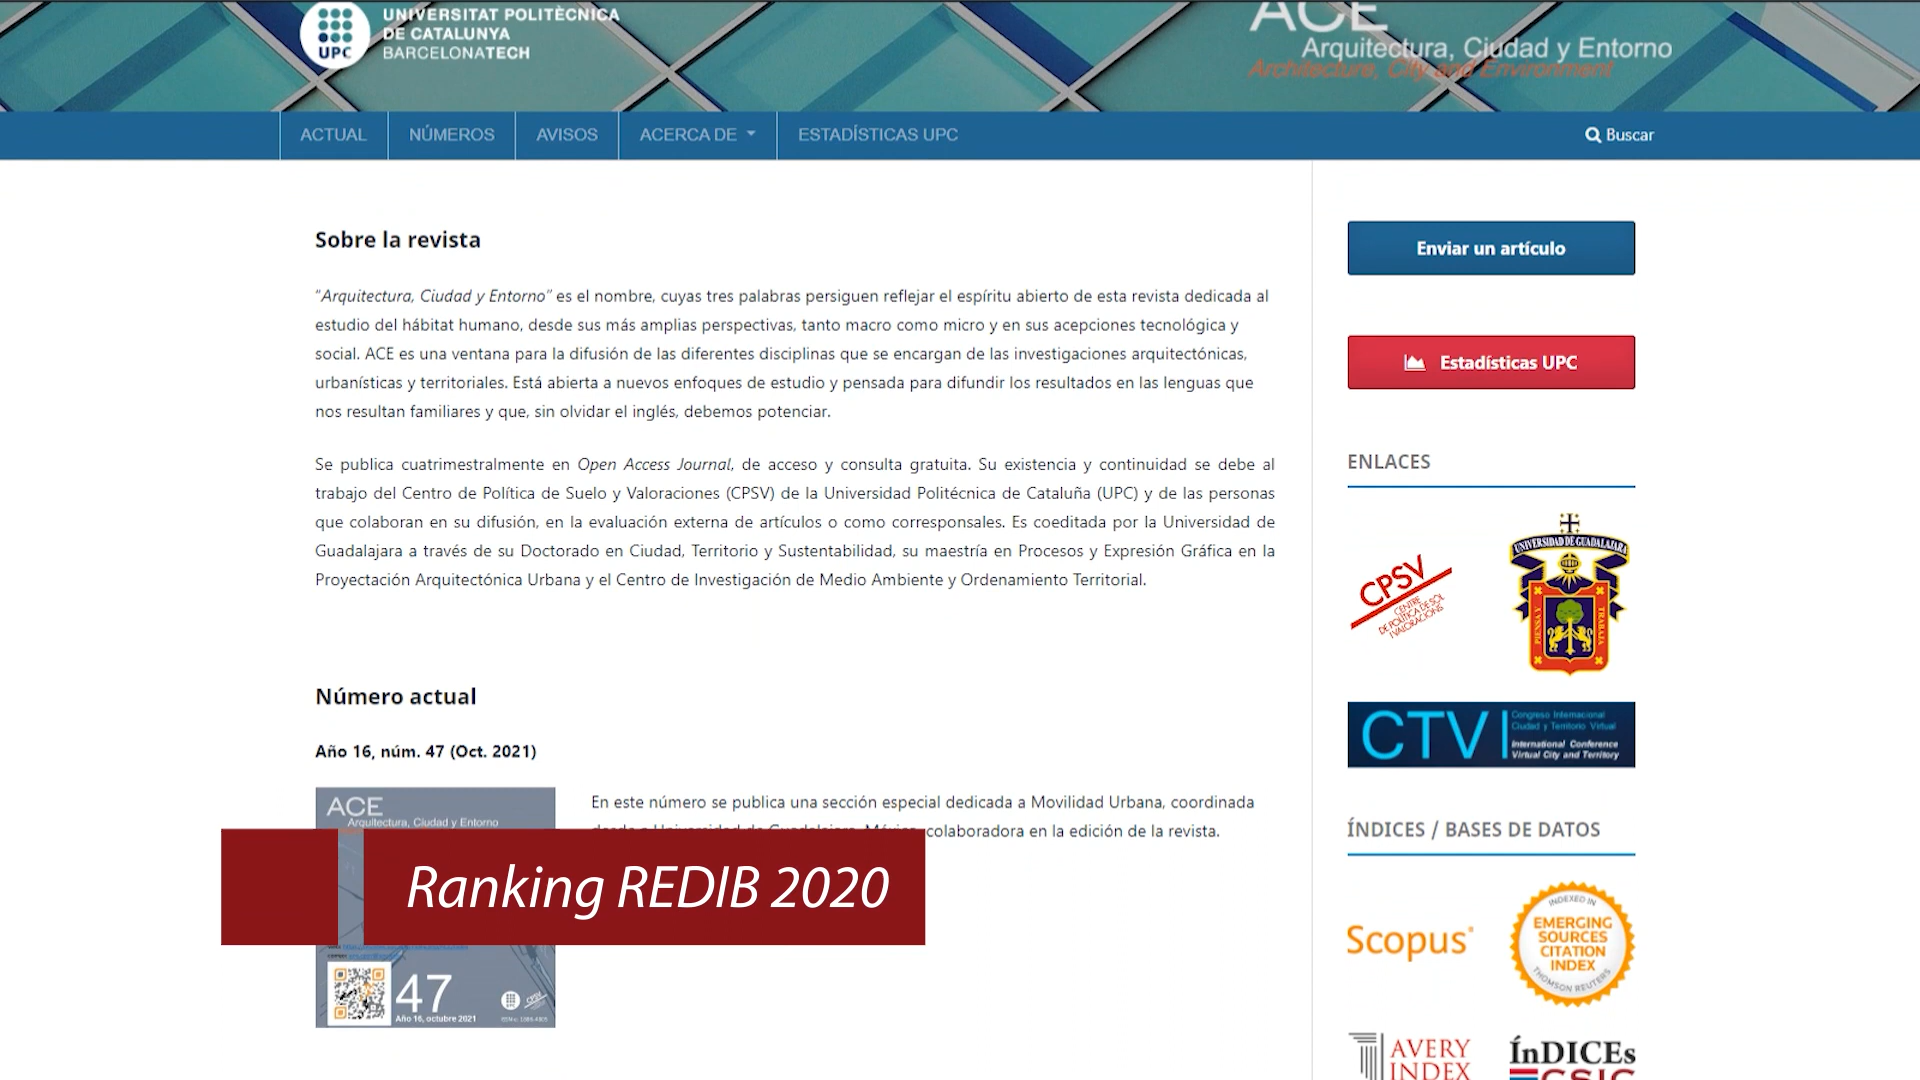 UNIVERSITAT POLITÈCNICA
DE CATALUNYA
BARCELONATECH
UPC
ACE
Arquitectura, Ciudad y Entorno
Architecture, City and Environment
ACTUAL
NÚMEROS
AVISOS
ACERCA DE
ESTADÍSTICAS UPC
Buscar
Sobre la revista
“Arquitectura, Ciudad y Entorno” es el nombre, cuyas tres palabras persiguen reflejar el espíritu abierto de esta revista dedicada al
estudio del hábitat humano, desde sus más amplias perspectivas, tanto macro como micro y en sus acepciones tecnológica y
social. ACE es una ventana para la difusión de las diferentes disciplinas que se encargan de las investigaciones arquitectónicas,
urbanísticas y territoriales. Está abierta a nuevos enfoques de estudio y pensada para difundir los resultados en las lenguas que
nos resultan familiares y que, sin olvidar el inglés, debemos potenciar.
Se publica cuatrimestralmente en Open Access Journal, de acceso y consulta gratuita. Su existencia y continuidad se debe al
trabajo del Centro de Política de Suelo y Valoraciones (CPSV) de la Universidad Politécnica de Cataluña (UPC) y de las personas
que colaboran en su difusión, en la evaluación externa de artículos o como corresponsales. Es coeditada por la Universidad de
Guadalajara a través de su Doctorado en Ciudad, Territorio y Sustentabilidad, su maestría en Procesos y Expresión Gráfica en la
Proyectación Arquitectónica Urbana y el Centro de Investigación de Medio Ambiente y Ordenamiento Territorial.
Número actual
Año 16, núm. 47 (Oct. 2021)
ACE
Arquitectura, Ciudad y Entorno
47
Año 16, octubre 2021
CPSV
En este número se publica una sección especial dedicada a Movilidad Urbana, coordinada
colaboradora en la edición de la revista.
Ranking REDIB 2020
Enviar un artículo
Estadísticas UPC
ENLACES
CPSV
CENTRE
DE POLÍTICA DE SÒL
I VALORACIONS
UNIVERSIDAD DE GUADALAJARA
PIENSA Y
TRABAJA
CTV
Congreso Internacional
Ciudad y Territorio Virtual
International Conference
Virtual City and Territory
ÍNDICES / BASES DE DATOS
Scopus
INDEXED IN
EMERGING
SOURCES
CITATION
INDEX
THOMSON REUTERS
AVERY
INDEX
ÍnDICEs
CSIC